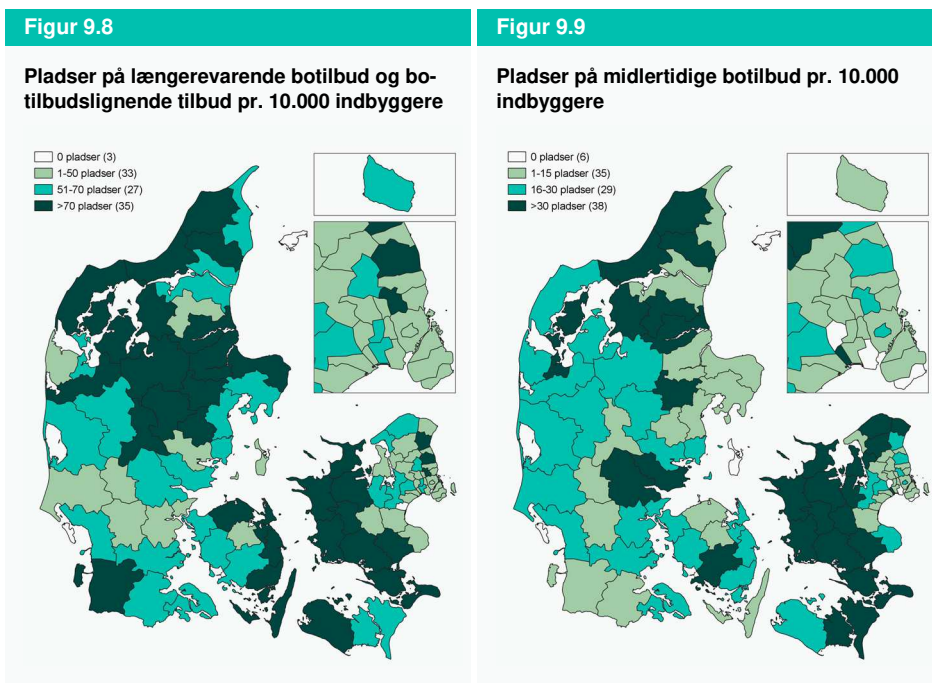 Figur 9.8
Pladser på længerevarende botilbud og bo-
tilbudslignende tilbud pr. 10.000 indbyggere
0 pladser (3)
1-50 pladser (33)
51-70 pladser (27)
>70 pladser (35)
Figur 9.9
Pladser på midlertidige botilbud pr. 10.000
indbyggere
0 pladser (6)
1-15 pladser (35)
16-30 pladser (29)
>30 pladser (38)